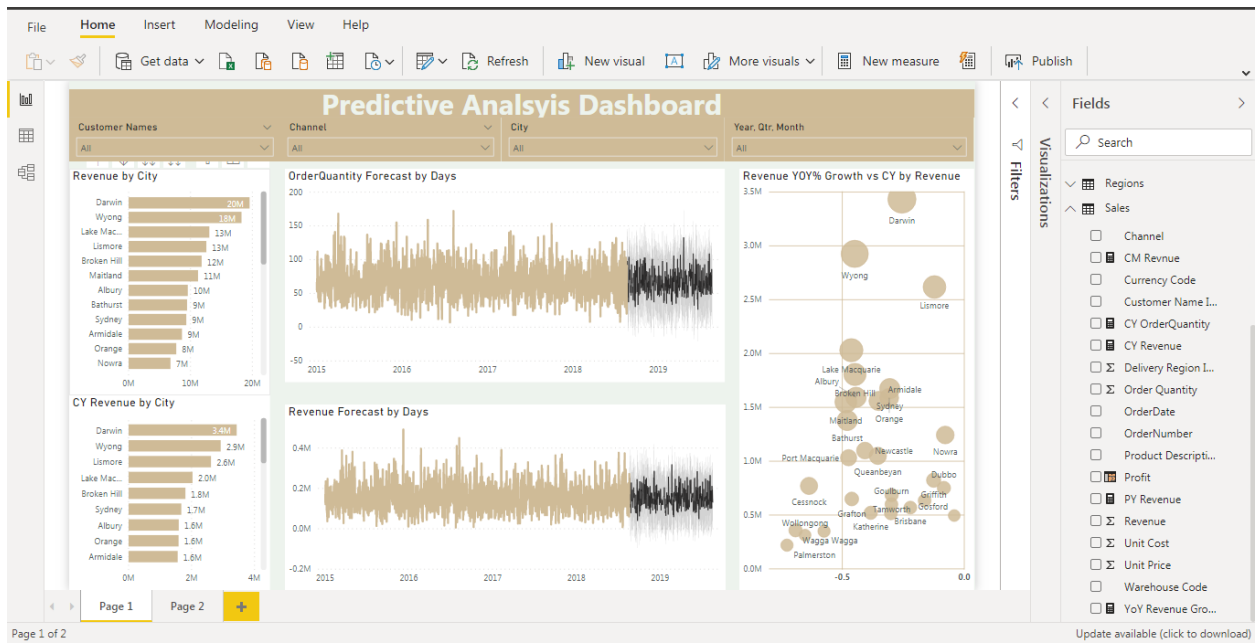 File Home Insert Modeling View Help
Get data Refresh New visual More visuals New measure Publish
Predictive Analsyis Dashboard
Customer Names Channel City Year, Qtr, Month
All All All All
Revenue by City
Darwin 20M
Wyong 18M
Lake Mac... 13M
Lismore 13M
Broken Hill 12M
Maitland 11M
Albury 10M
Bathurst 9M
Sydney 9M
Armidale 9M
Orange 8M
Nowra 7M
0M 10M 20M
CY Revenue by City
Darwin 3.4M
Wyong 2.9M
Lismore 2.6M
Lake Mac... 2.0M
Broken Hill 1.8M
Sydney 1.7M
Albury 1.6M
Orange 1.6M
Armidale 1.6M
0M 2M 4M
OrderQuantity Forecast by Days
200
150
100
50
0
-50
2015 2016 2017 2018 2019
Revenue Forecast by Days
0.4M
0.2M
0.0M
-0.2M
2015 2016 2017 2018 2019
Revenue YOY% Growth vs CY by Revenue
3.5M
Darwin
3.0M
Wyong
Lismore
2.5M
2.0M
Lake Macquarie
Albury
Broken Hill Armidale
Sydney
1.5M
Maitland Orange
Bathurst
Newcastle Nowra
Port Macquarie
1.0M
Queanbeyan Dubbo
Cessnock Goulburn Griffith
Grafton Tamworth Gosford
0.5M
Wollongong Katherine Brisbane
Wagga Wagga
Palmerston
0.0M
-0.5 0.0
Filters
Visualizations
Fields
Search
Regions
Sales
Channel
CM Revnue
Currency Code
Customer Name I...
CY OrderQuantity
CY Revenue
Delivery Region I...
Order Quantity
OrderDate
OrderNumber
Product Descripti...
Profit
PY Revenue
Revenue
Unit Cost
Unit Price
Warehouse Code
YoY Revenue Gro...
Page 1 Page 2
Page 1 of 2 Update available (click to download)